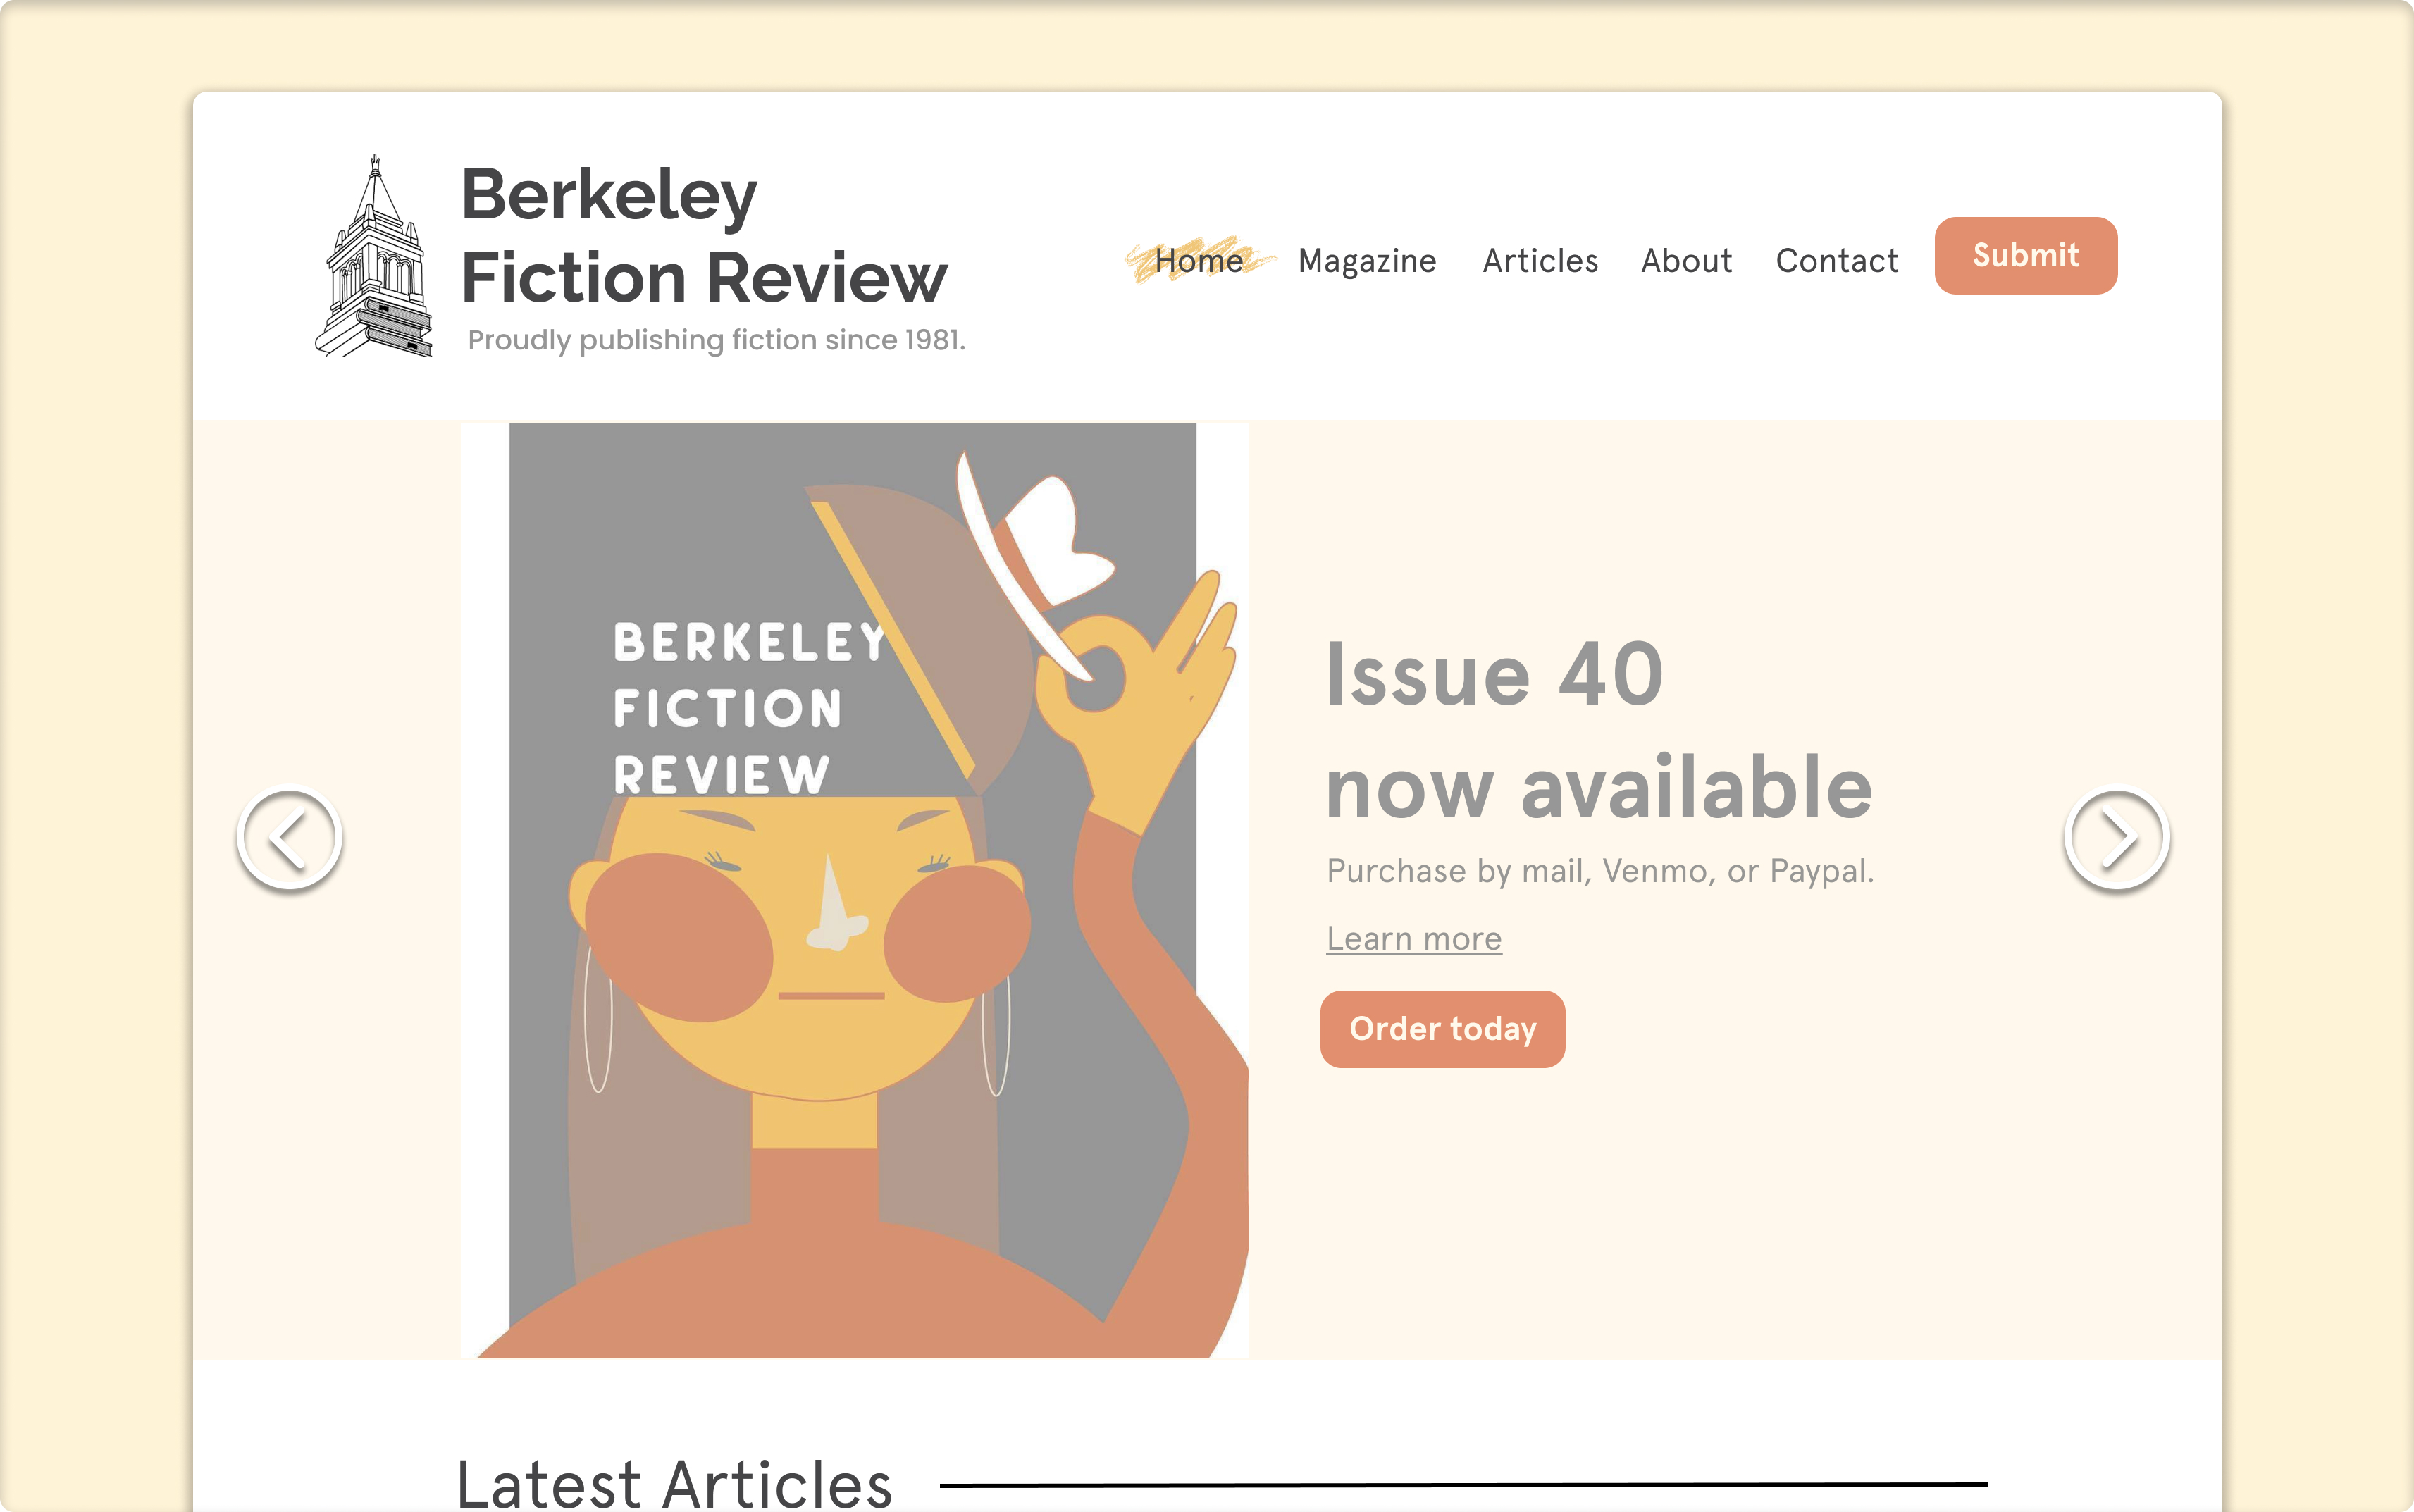 Berkeley
Fiction Review
Proudly publishing fiction since 1981.
Home Magazine Articles About Contact Submit
BERKELEY
FICTION
REVIEW
Issue 40
now available
Purchase by mail, Venmo, or Paypal.
Learn more
Order today
Latest Articles